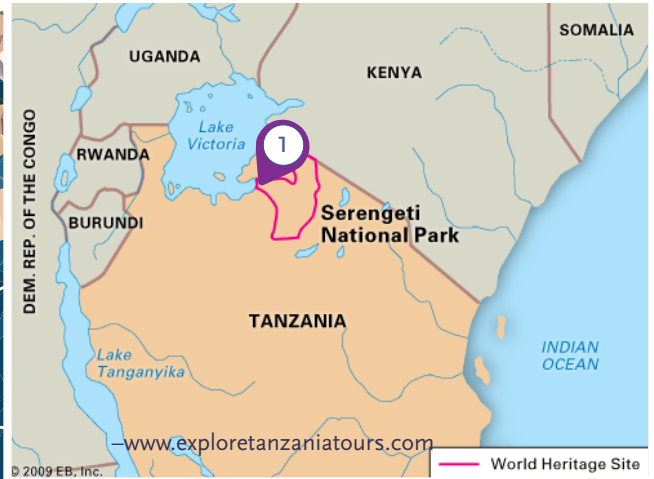 SOMALIA
UGANDA
KENYA
DEM. REP. OF THE CONGO
Lake
Victoria
1
RWANDA
BURUNDI
Serengeti
National Park
TANZANIA
Lake
Tanganyika
INDIAN
OCEAN
–www.exploretanzaniatours.com
© 2009 EB, Inc.
World Heritage Site